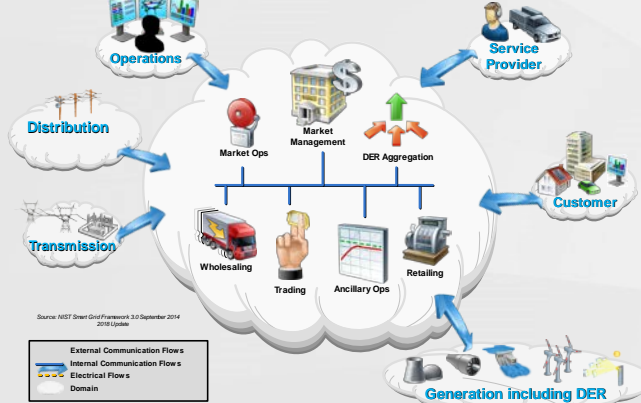 Operations
Service
Provider
Distribution
Market Ops
Market
Management
DER Aggregation
Customer
Transmission
Wholesaling
Trading
Ancillary Ops
Retailing
Source: NIST Smart Grid Framework 3.0 September 2014
2018 Update
External Communication Flows
Internal Communication Flows
Electrical Flows
Domain
Generation including DER